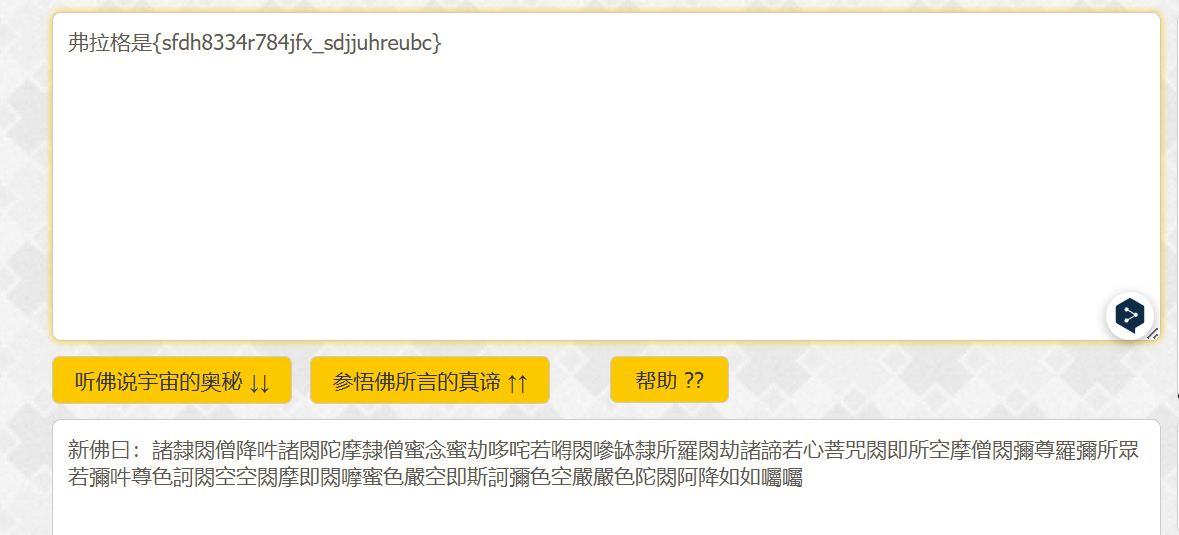 弗拉格是{sfdh8334r784jfx_sdjjuhreubc}
听佛说宇宙的奥秘 ↓↓
参悟佛所言的真谛 ↑↑
帮助 ??
新佛曰：諸隸閦僧降吽諸閦陀摩隸僧蜜念蜜劫哆咤若嘚閦嘇缽隸所羅閦劫諸諦若心菩咒閦即所空摩僧閦彌尊羅彌所眾
若彌吽尊色訶閦空空閦摩即閦嚤蜜色嚴空即斯訶彌色空嚴嚴色陀閦阿降如如囑囑